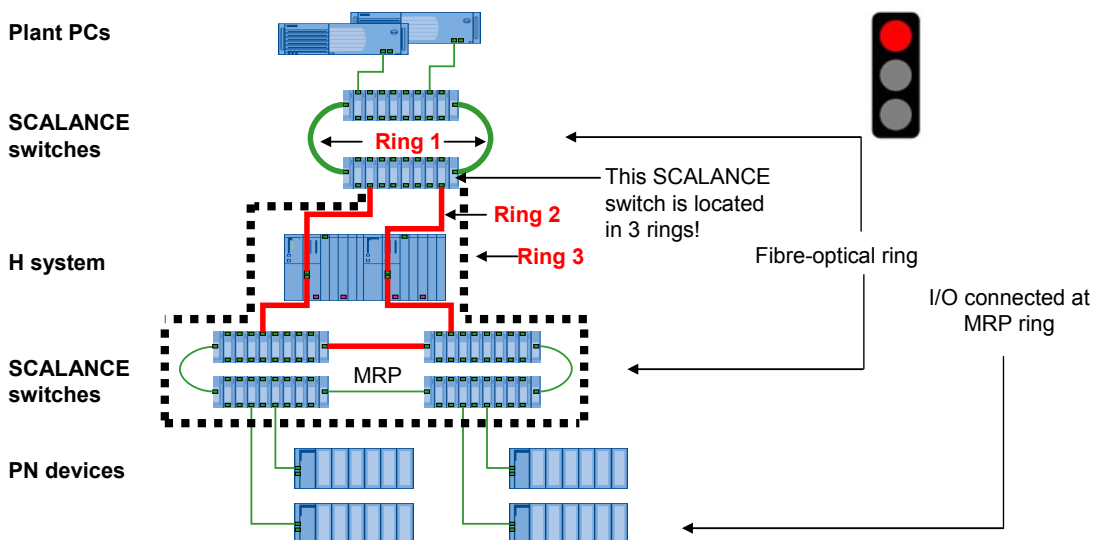 Plant PCs
SCALANCE
switches
Ring 1
This SCALANCE
switch is located
in 3 rings!
Ring 2
Ring 3
H system
Fibre-optical ring
I/O connected at
MRP ring
SCALANCE
switches
MRP
PN devices